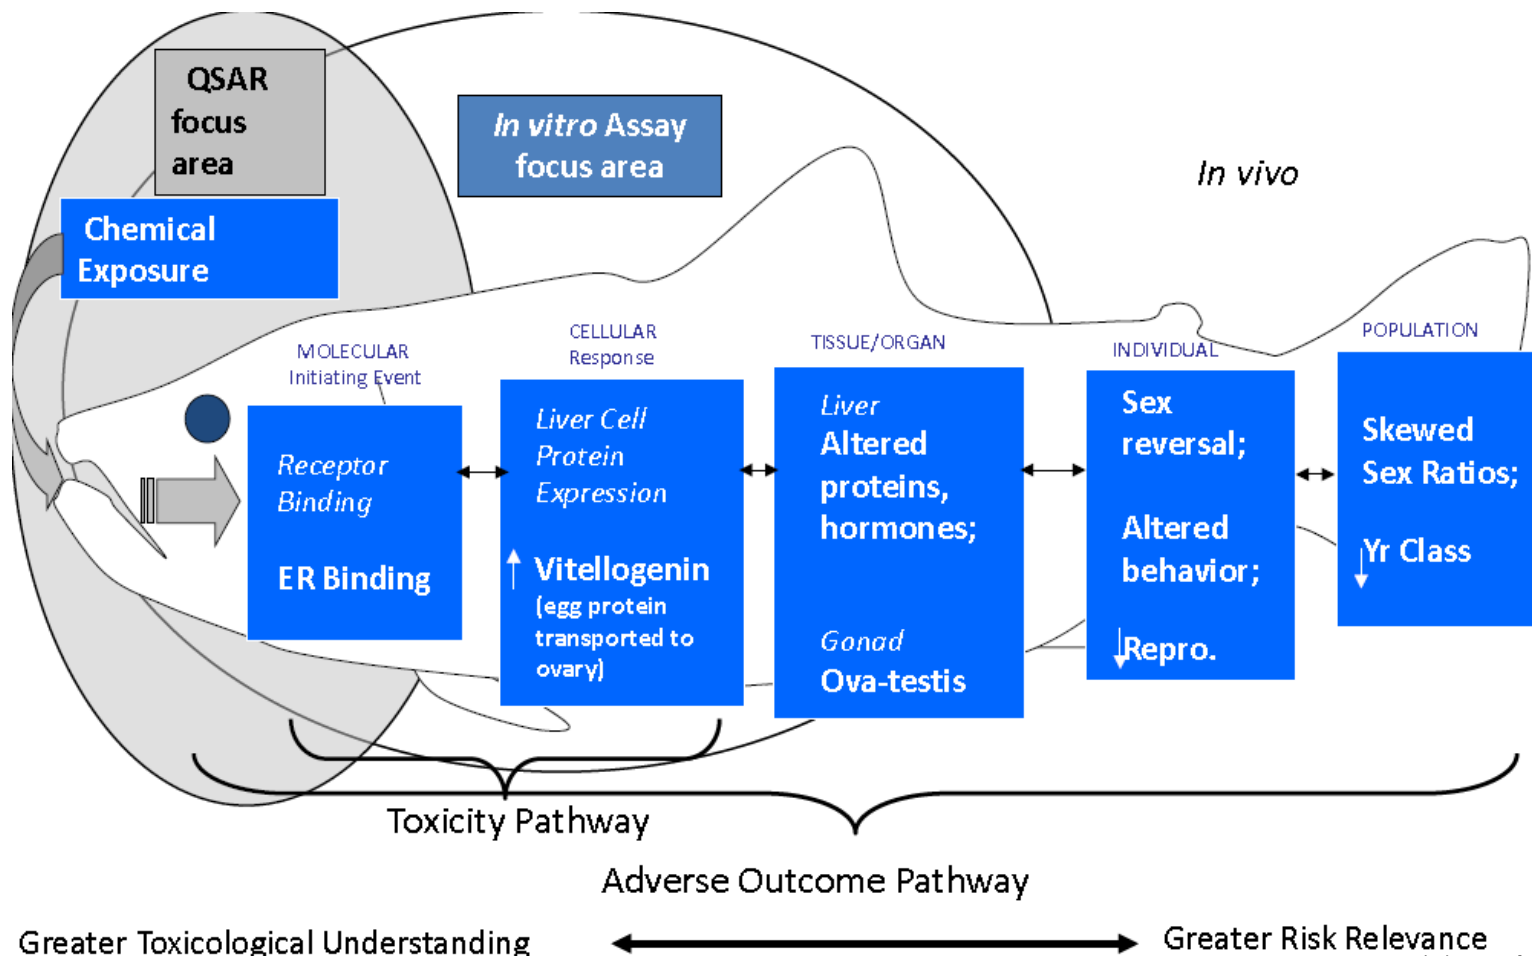 QSAR
focus
area
In vitro Assay
focus area
In vivo
Chemical
Exposure
MOLECULAR
Initiating Event
Receptor
Binding
ER Binding
CELLULAR
Response
Liver Cell
Protein
Expression
Vitellogenin
(egg protein
transported to
ovary)
TISSUE/ORGAN
Liver
Altered
proteins,
hormones;
Gonad
Ova-testis
INDIVIDUAL
Sex
reversal;
Altered
behavior;
Repro.
POPULATION
Skewed
Sex Ratios;
Yr Class
Toxicity Pathway
Adverse Outcome Pathway
Greater Toxicological Understanding
Greater Risk Relevance